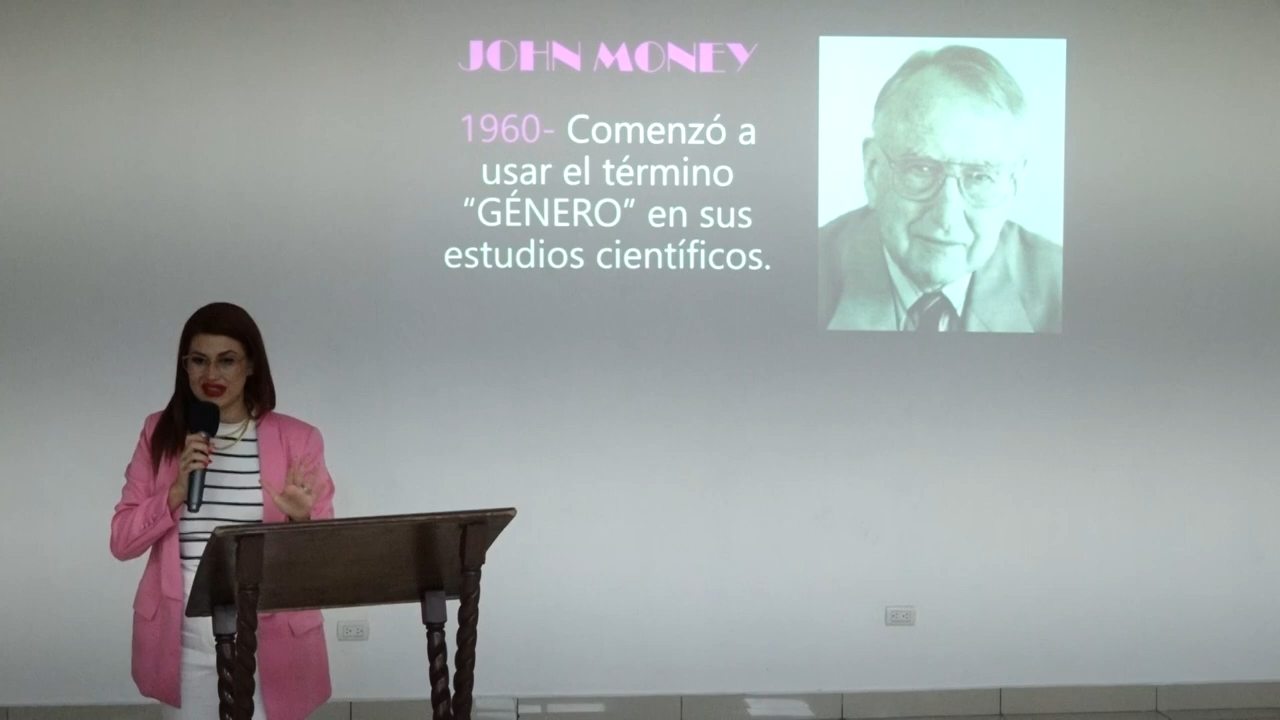 JOHN MONEY
1960- Comenzó a
usar el término
“GÉNERO” en sus
estudios científicos.